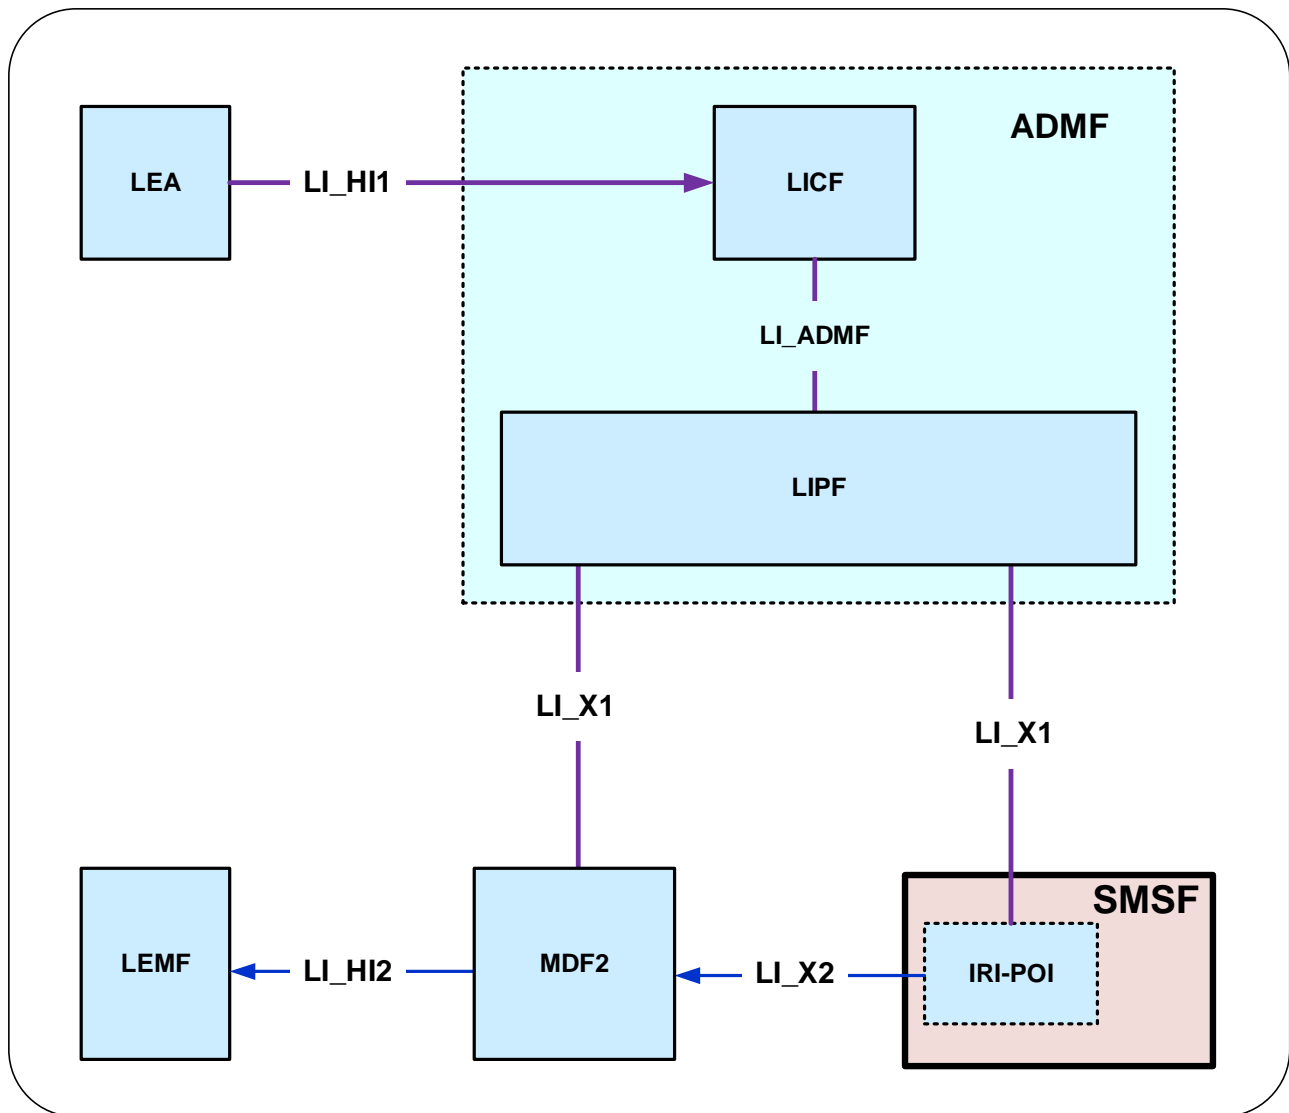 ADMF
LEA
LI_HI1
LICF
LI_ADMF
LIPF
LI_X1
LI_X1
SMSF
LEMF
LI_HI2
MDF2
LI_X2
IRI-POI